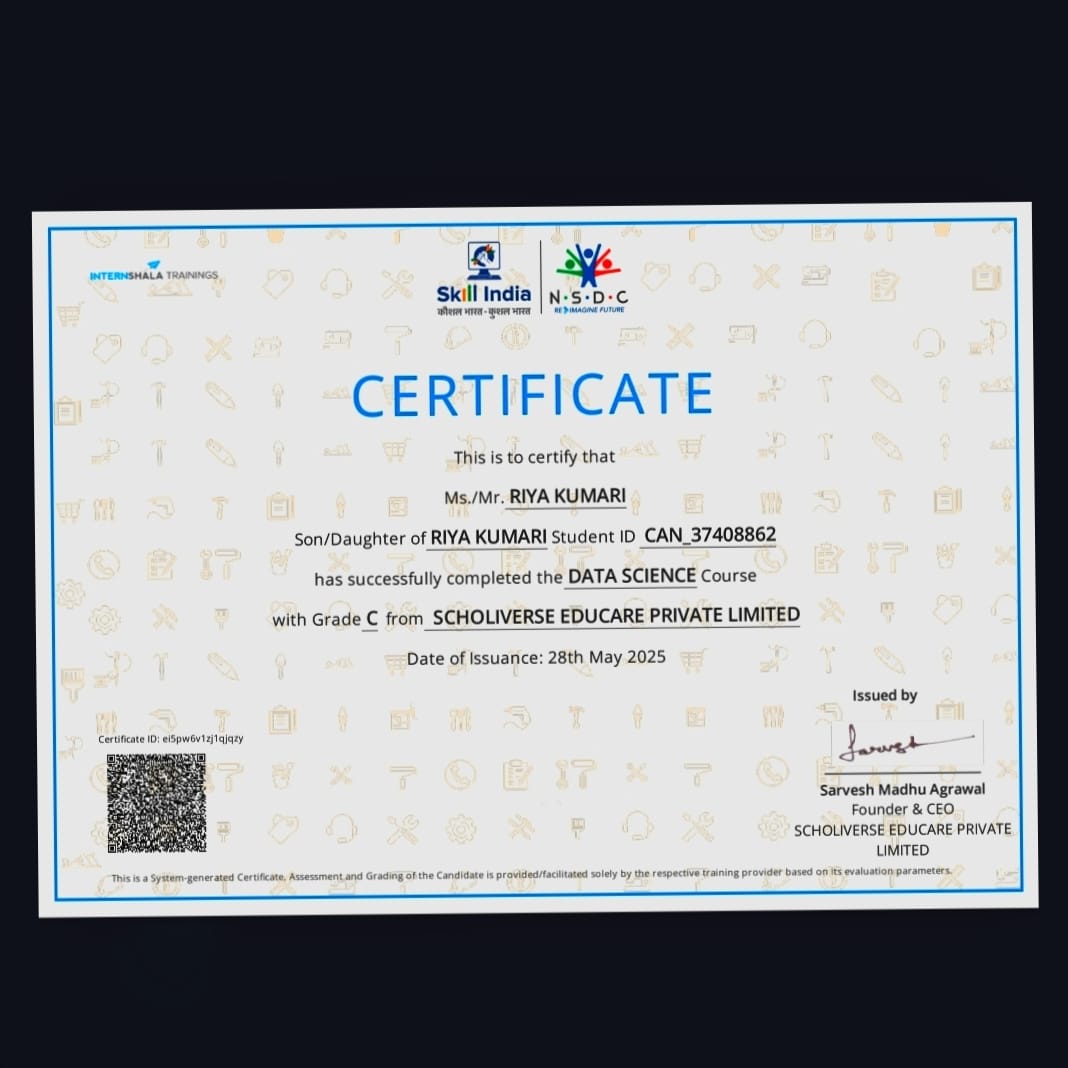 INTERNSHALA TRAININGS
Skill India
कौशल भारत - कुशल भारत
N·S·D·C
RE IMAGINE FUTURE
CERTIFICATE
This is to certify that
Ms./Mr. RIYA KUMARI
Son/Daughter of RIYA KUMARI Student ID CAN_37408862
has successfully completed the DATA SCIENCE Course
with Grade C from SCHOLIVERSE EDUCARE PRIVATE LIMITED
Date of Issuance: 28th May 2025
Issued by
Sarvesh
Sarvesh Madhu Agrawal
Founder & CEO
SCHOLIVERSE EDUCARE PRIVATE
LIMITED
Certificate ID: ei5pw6v1zj1qjqzy
This is a System-generated Certificate. Assessment and Grading of the Candidate is provided/facilitated solely by the respective training provider based on its evaluation parameters.